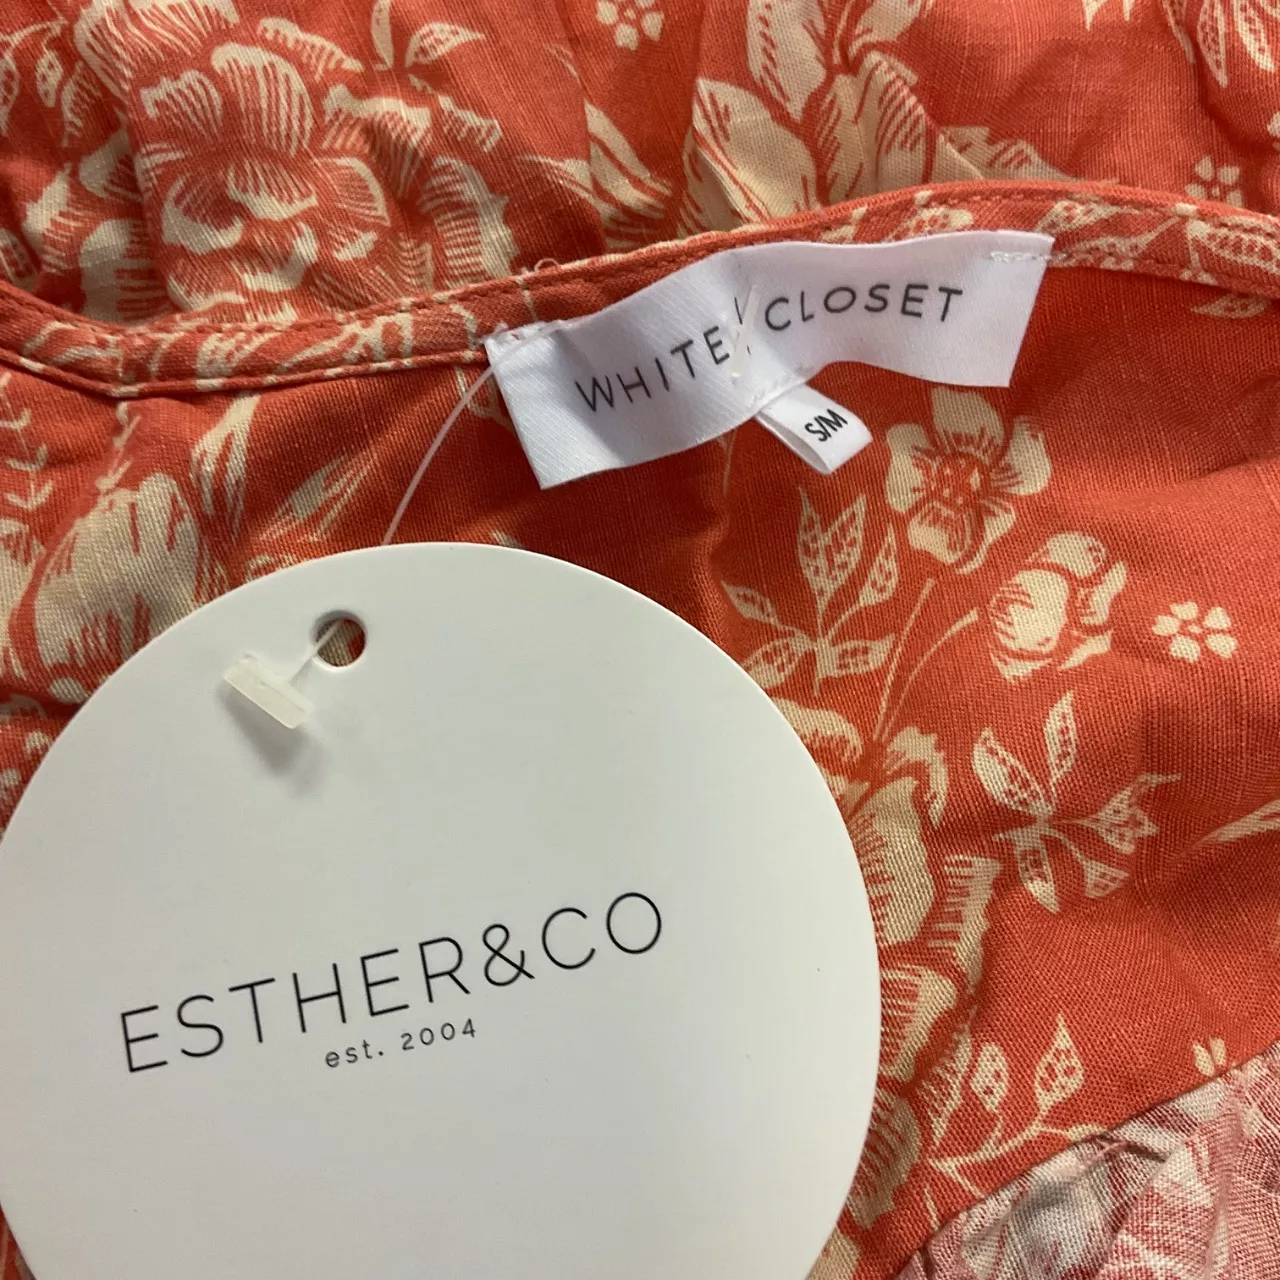 WHITE CLOSET
S/M
ESTHER&CO
est. 2004